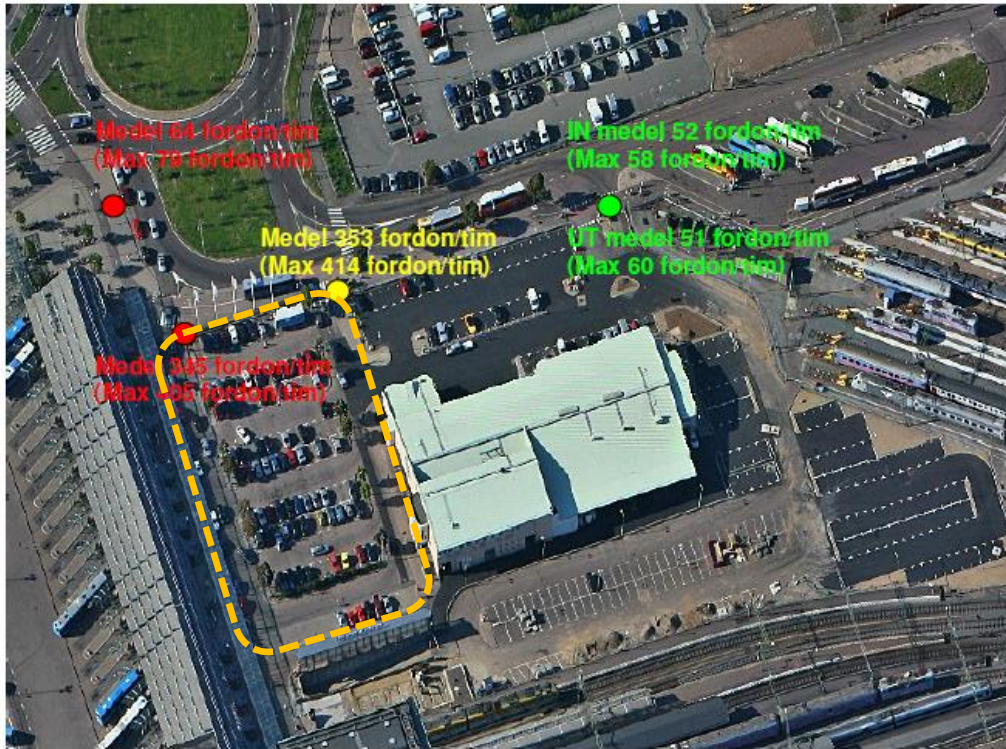 Medel 64 fordon/tim
(Max 79 fordon/tim)
IN medel 52 fordon/tim
(Max 58 fordon/tim)
Medel 353 fordon/tim
(Max 414 fordon/tim)
UT medel 51 fordon/tim
(Max 60 fordon/tim)
Medel 345 fordon/tim
(Max 405 fordon/tim)